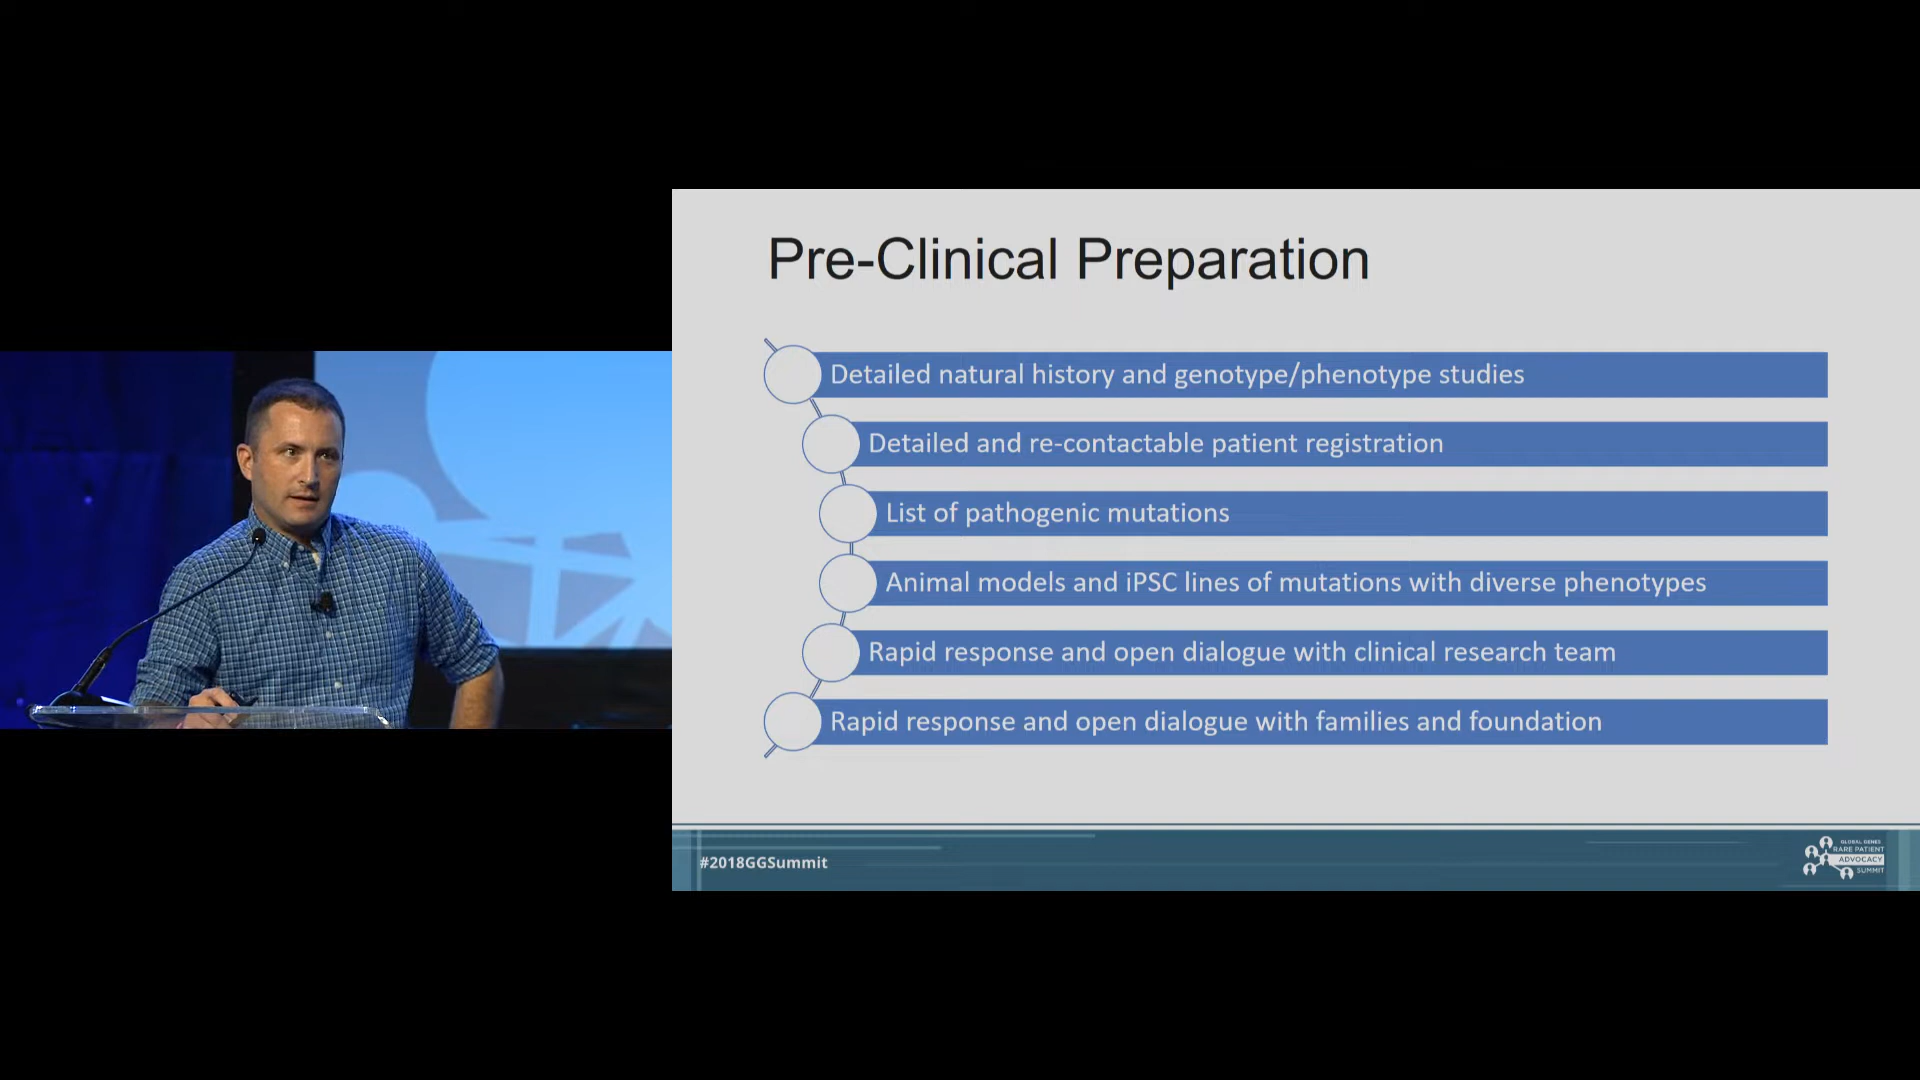 Pre-Clinical Preparation
Detailed natural history and genotype/phenotype studies
Detailed and re-contactable patient registration
List of pathogenic mutations
Animal models and iPSC lines of mutations with diverse phenotypes
Rapid response and open dialogue with clinical research team
Rapid response and open dialogue with families and foundation
#2018GGSummit
GLOBAL GENES
RARE PATIENT
ADVOCACY
SUMMIT